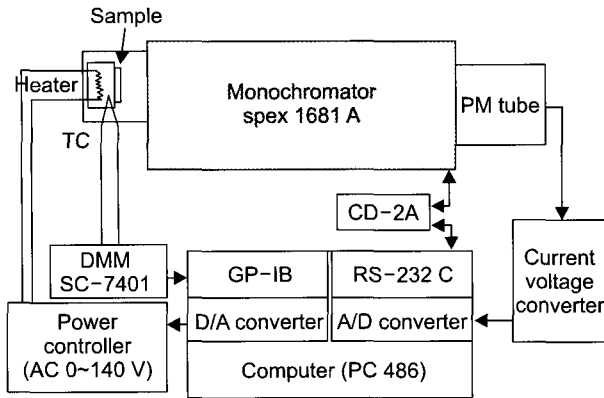 Sample
Heater
Monochromator
spex 1681 A
PM tube
TC
CD-2A
DMM
SC-7401
GP-IB
RS-232 C
Current
voltage
converter
D/A converter
A/D converter
Power
controller
(AC 0~140 V)
Computer (PC 486)